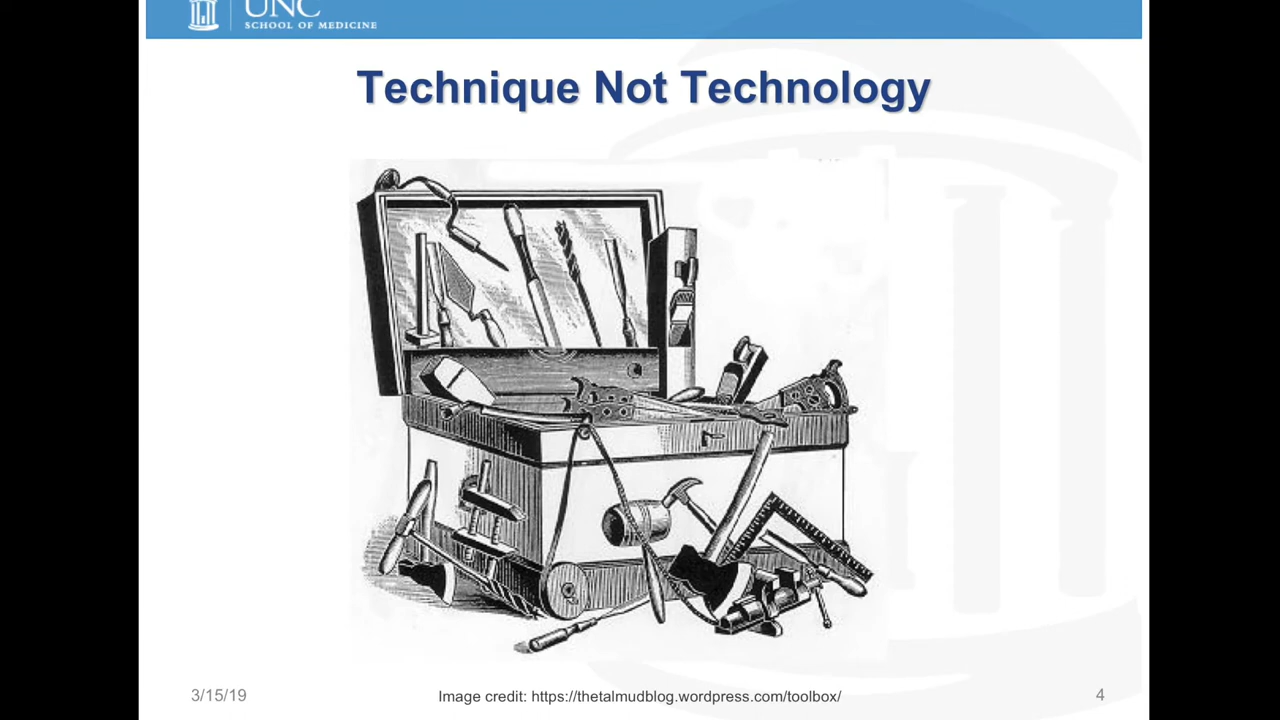 UNC
SCHOOL OF MEDICINE
Technique Not Technology
3/15/19
Image credit: https://thetalmudblog.wordpress.com/toolbox/
4